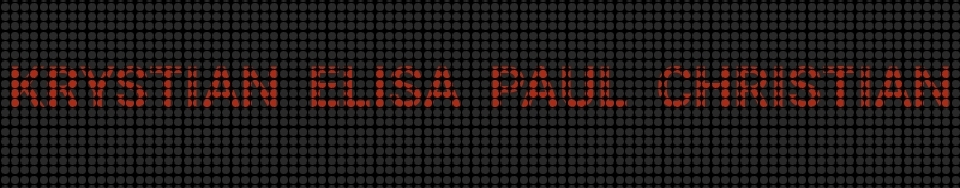 KRYSTIAN ELISA PAUL CHRISTIAN